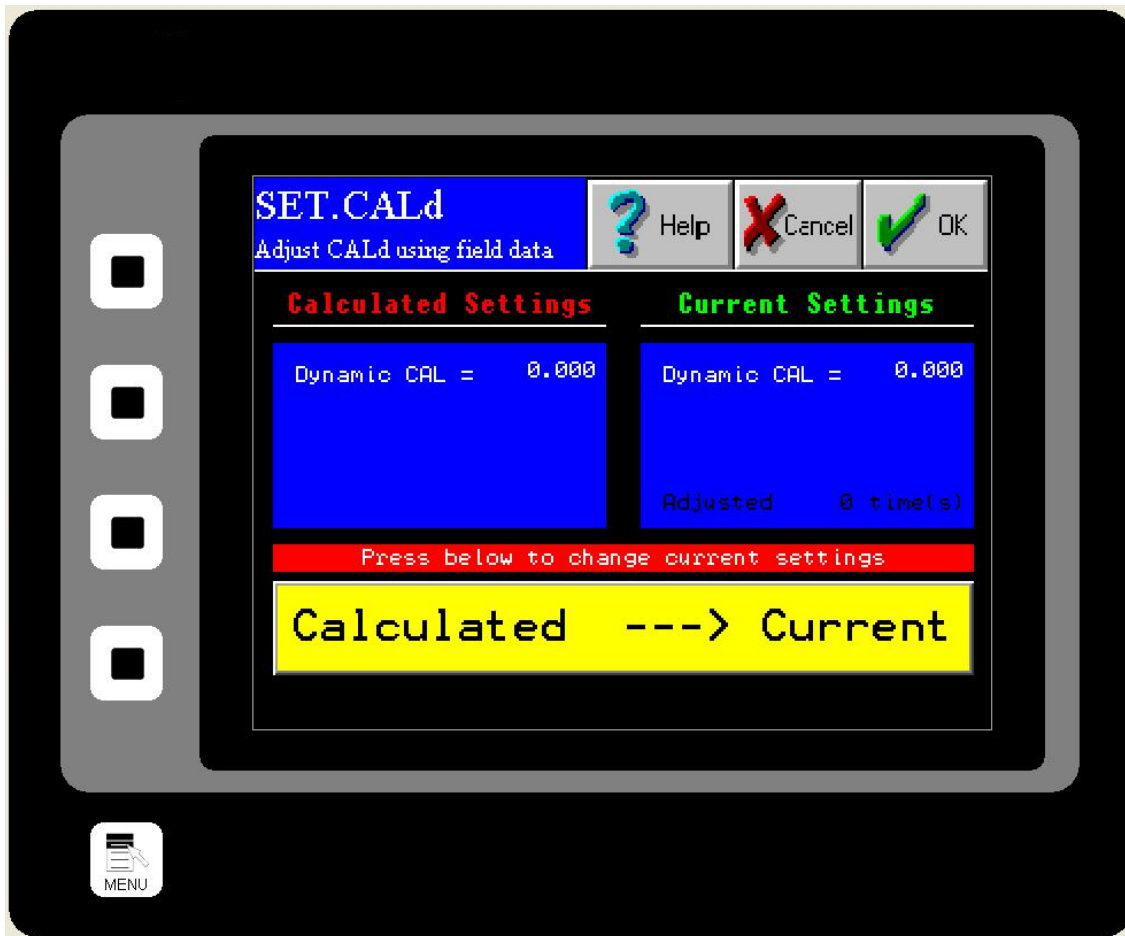 SET.CALd
Adjust CALd using field data
Help
Cancel
OK
Calculated Settings
Current Settings
Dynamic CAL = 0.000
Dynamic CAL = 0.000
Adjusted 0 time(s)
Press below to change current settings
Calculated ---> Current
MENU